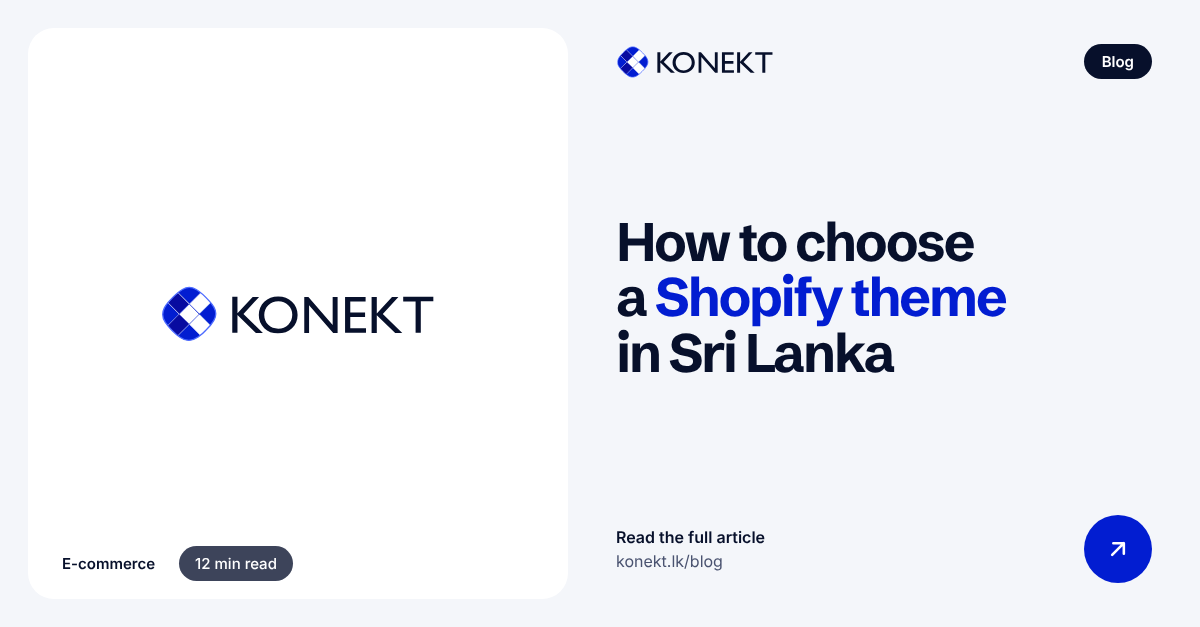 KONEKT
E-commerce
12 min read
KONEKT
Blog
How to choose
a Shopify theme
in Sri Lanka
Read the full article
konekt.lk/blog